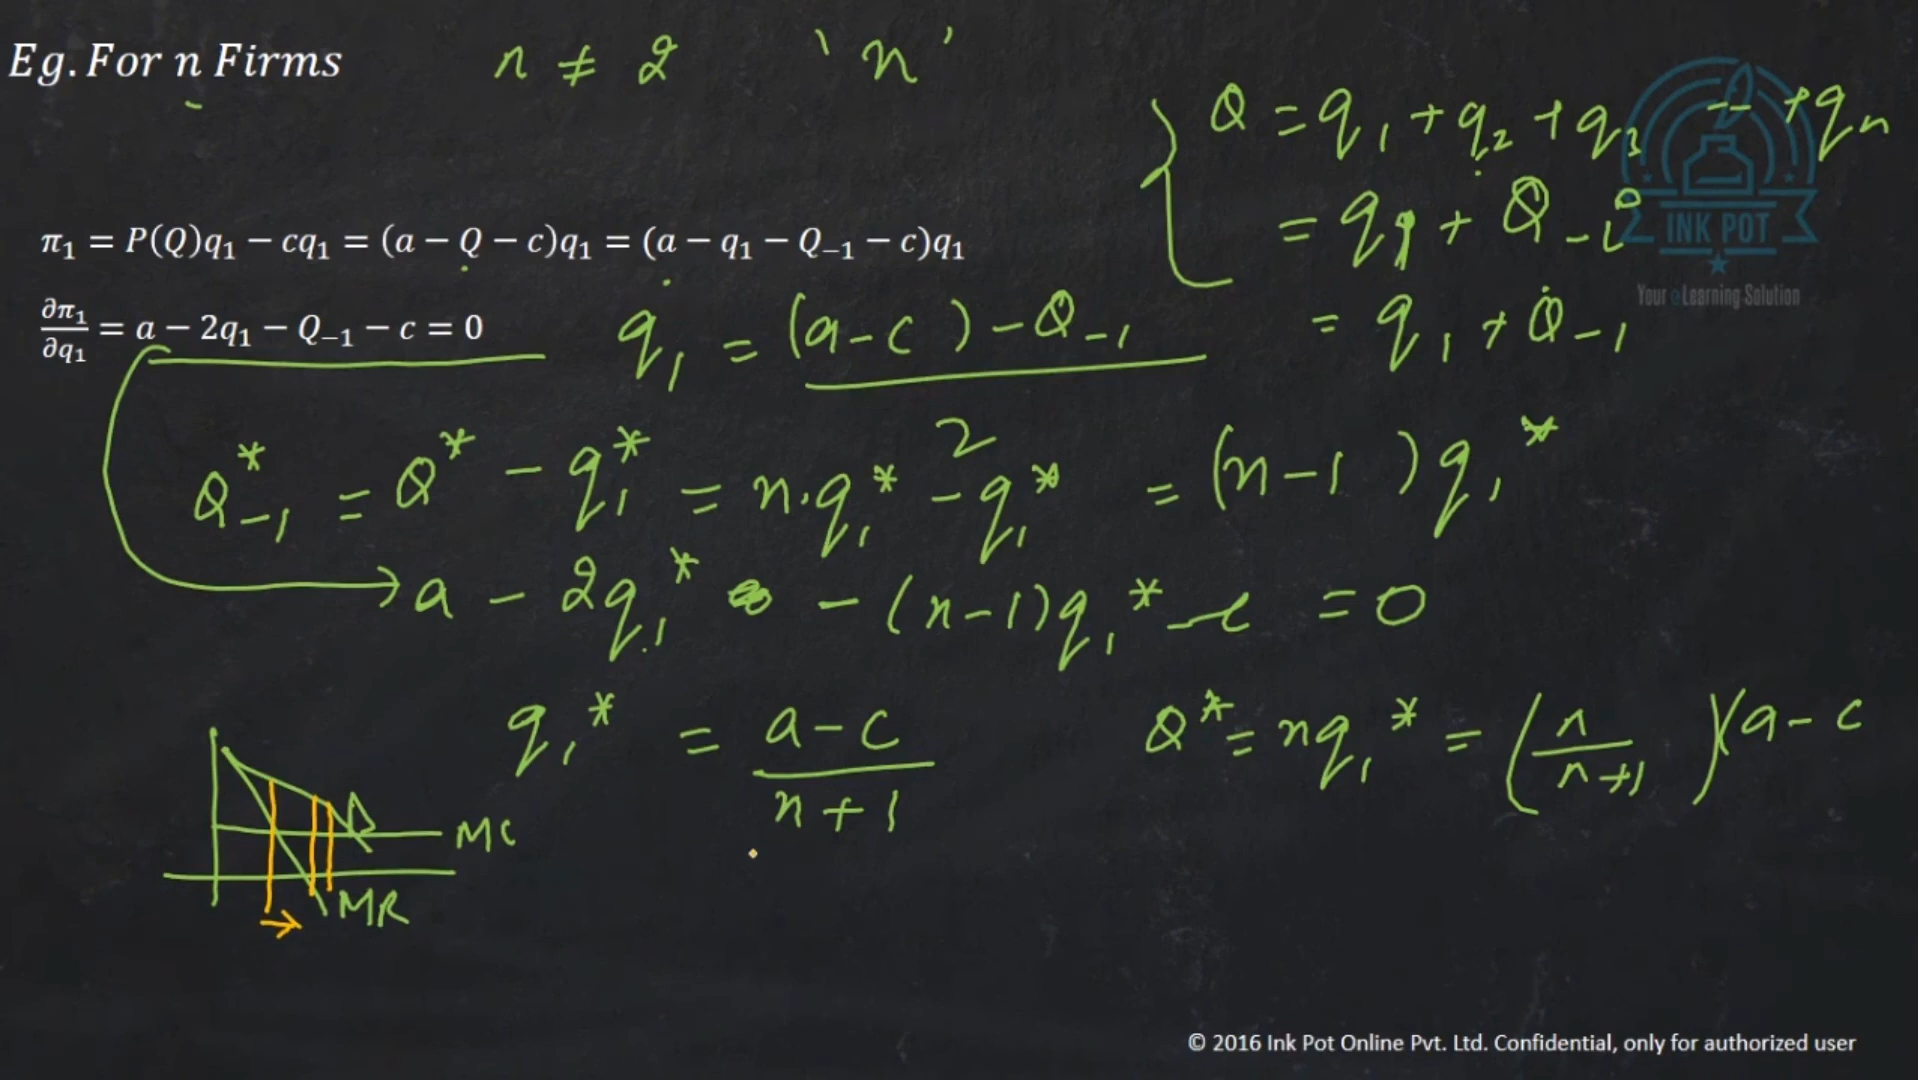 Eg. For n Firms n ≠ 2 'n'
Q = q₁ + q₂ + q₃ -- + qₙ
= q₁ + Q₋ᵢ
= q₁ + Q₋₁
INK POT
Your eLearning Solution
π₁ = P(Q)q₁ − cq₁ = (a − Q − c)q₁ = (a − q₁ − Q₋₁ − c)q₁
∂π₁/∂q₁ = a − 2q₁ − Q₋₁ − c = 0
q₁ = (a-c) - Q₋₁ / 2
Q₋₁* = Q* - q₁* = n.q₁* - q₁* = (n-1)q₁*
→ a - 2q₁* - (n-1)q₁* - c = 0
q₁* = a-c / n+1
Q* = nq₁* = (n/n+1)(a-c
MC
MR
© 2016 Ink Pot Online Pvt. Ltd. Confidential, only for authorized user